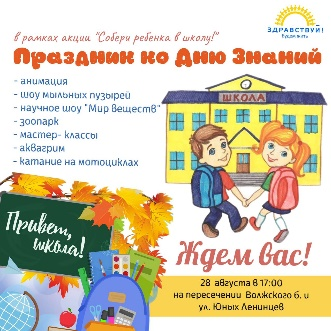 ЗДРАВСТВУЙ!
будем жить
в рамках акции "Собери ребенка в школу!"
Праздник ко Дню Знаний
- анимация
- шоу мыльных пузырей
- научное шоу "Мир веществ"
- зоопарк
- мастер- классы
- аквагрим
- катание на мотоциклах
ШКОЛА
Привет,
школа!
Ждем вас!
28 августа в 17:00
на пересечении Волжского б. и
ул. Юных Ленинцев